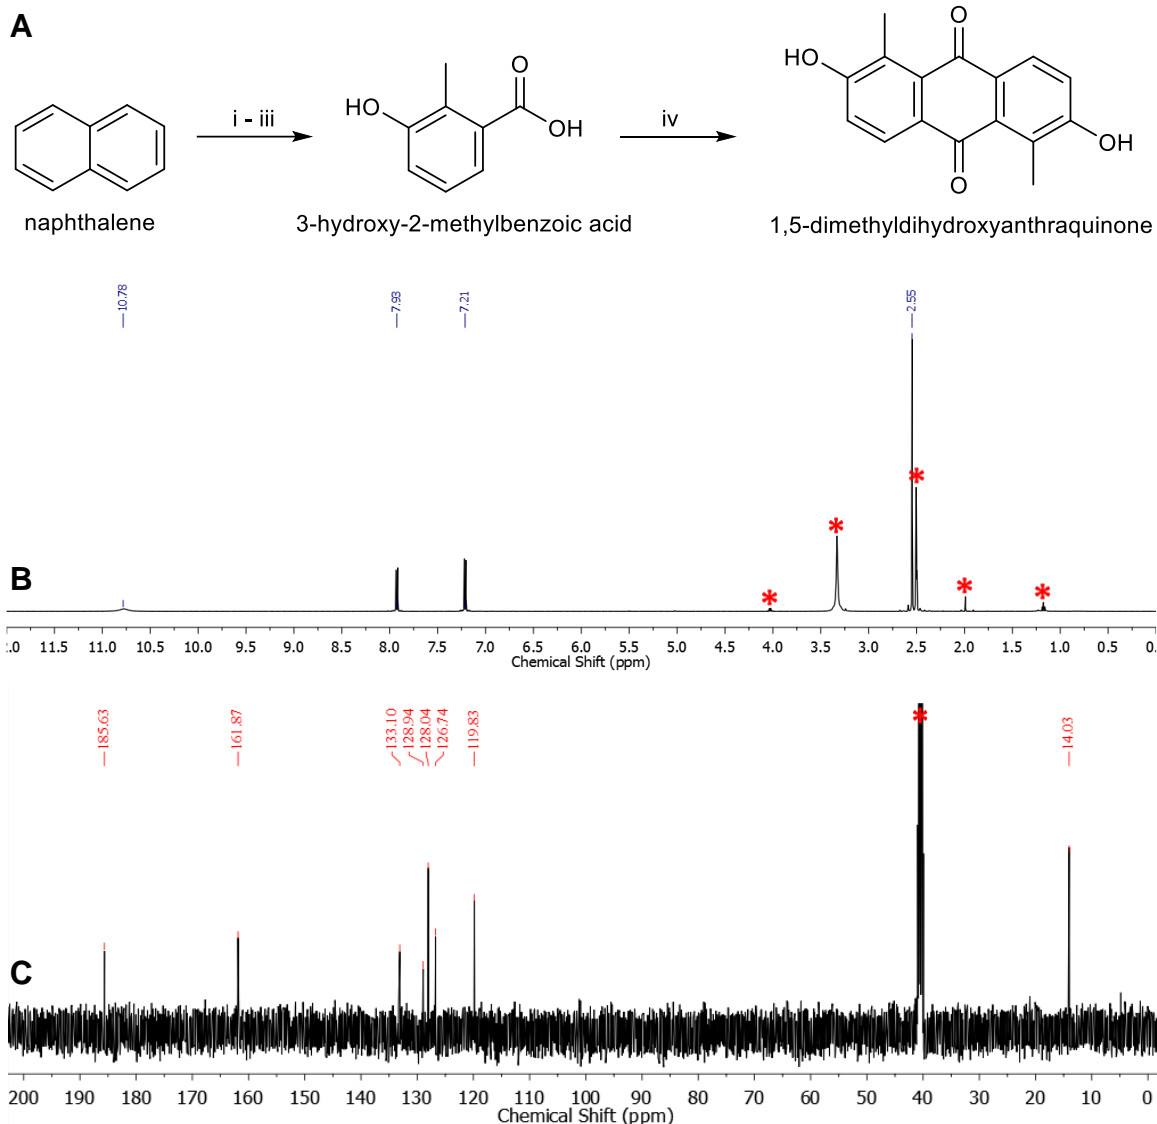 A
HO
O
OH
HO
O
O
OH
i - iii
iv
naphthalene
3-hydroxy-2-methylbenzoic acid
1,5-dimethyldihydroxyanthraquinone
10.78
7.93
7.21
2.55
*
*
*
*
*
B
1.5 11.0 10.5 10.0 9.5 9.0 8.5 8.0 7.5 7.0 6.5 6.0 5.5 5.0 4.5 4.0 3.5 3.0 2.5 2.0 1.5 1.0 0.5
Chemical Shift (ppm)
185.63
161.87
133.10
128.94
128.04
126.74
119.83
14.03
*
C
200 190 180 170 160 150 140 130 120 110 100 90 80 70 60 50 40 30 20 10 0
Chemical Shift (ppm)